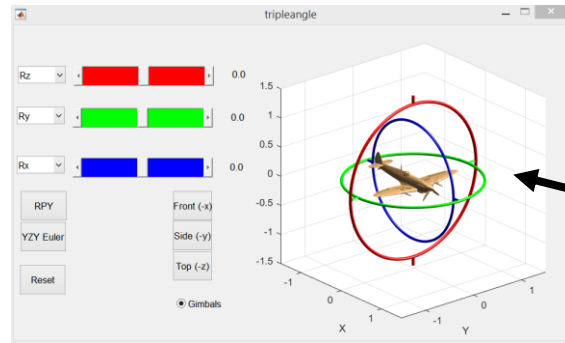 tripleangle
Rz 0.0
Ry 0.0
Rx 0.0
RPY Front (-x)
YZY Euler Side (-y)
Top (-z)
Reset
Gimbals
1.5
1
0.5
0
-0.5
-1
-1.5
-1 0 1
X
-1 0 1
Y